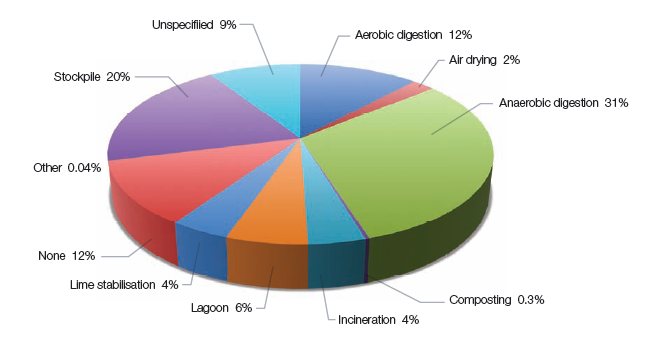 Unspecifiied 9%
Aerobic digestion 12%
Air drying 2%
Stockpile 20%
Anaerobic digestion 31%
Other 0.04%
None 12%
Lime stabilisation 4%
Composting 0.3%
Lagoon 6%
Incineration 4%